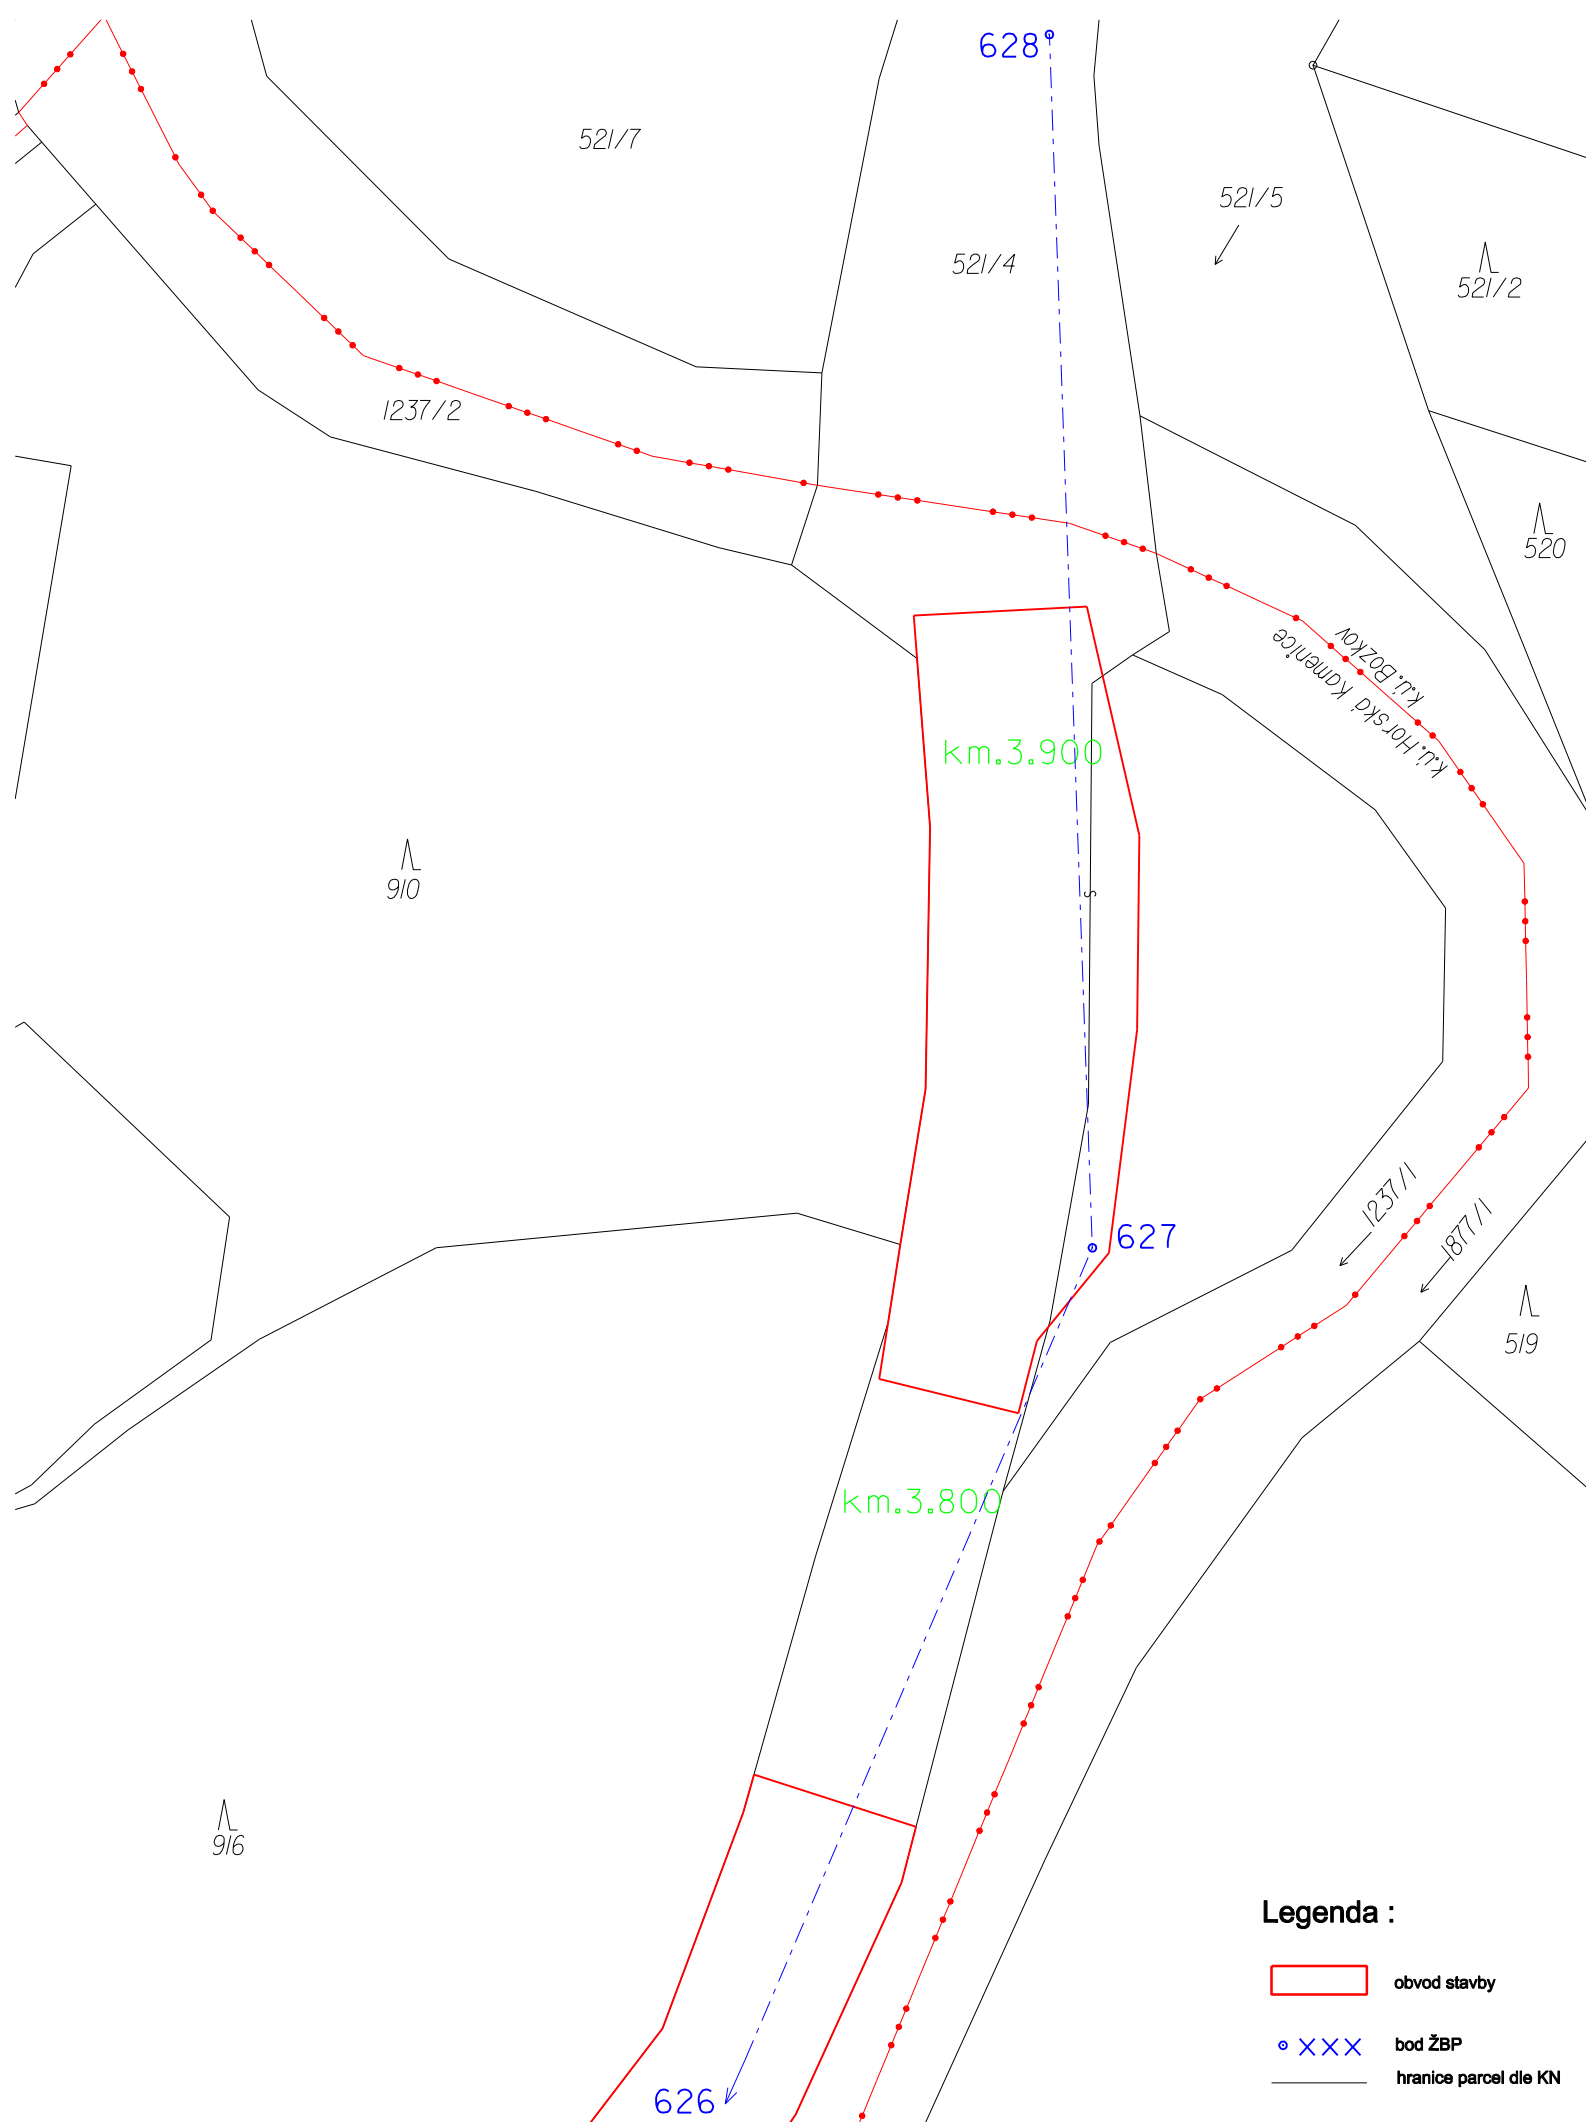 628
521/7
521/5
521/4
521/2
1237/2
520
k.ú.Bozkov
k.ú.Horská Kamenice
km.3.900
910
s
1237/1
1877/1
627
519
km.3.800
916
Legenda :
obvod stavby
××× bod ŽBP
hranice parcel dle KN
626